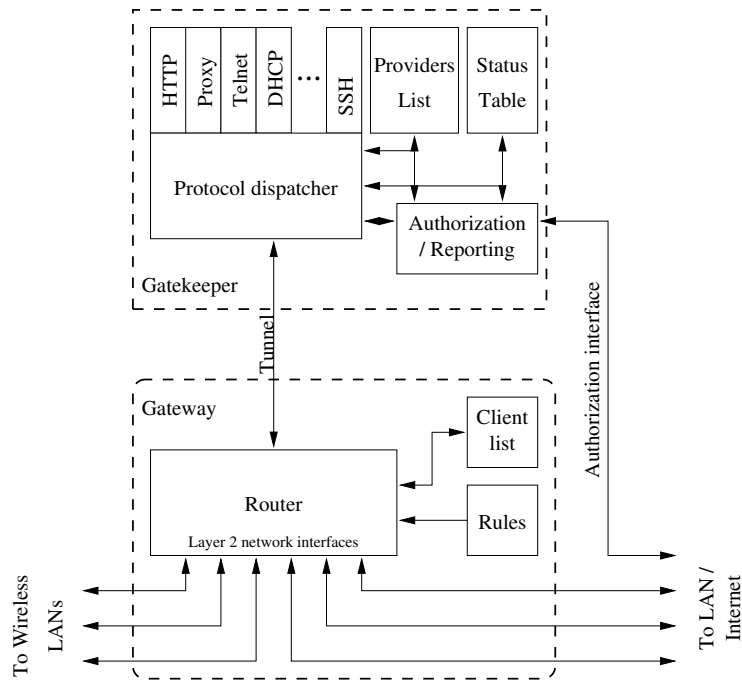 HTTP
Proxy
Telnet
DHCP
...
SSH
Providers
List
Status
Table
Protocol dispatcher
Authorization
/ Reporting
Gatekeeper
Tunnel
Authorization interface
Gateway
Client
list
Router
Rules
Layer 2 network interfaces
To Wireless
LANs
To LAN /
Internet